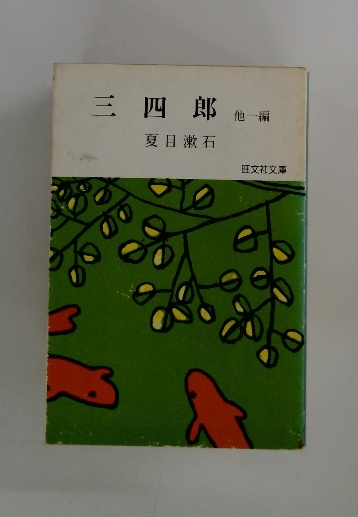 三四郎 他一編
夏目漱石
旺文社文庫